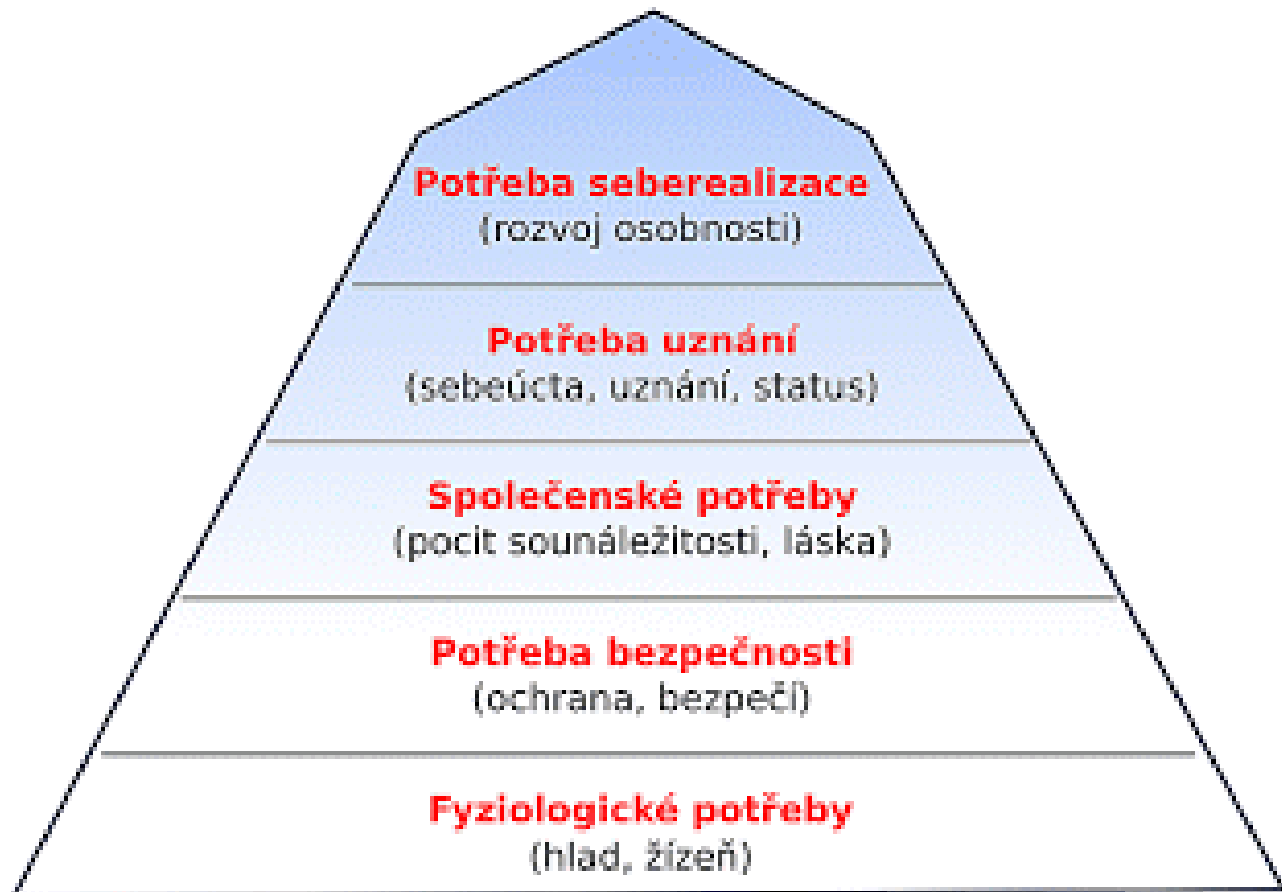 Potřeba seberealizace
(rozvoj osobnosti)
Potřeba uznání
(sebeúcta, uznání, status)
Společenské potřeby
(pocit sounáležitosti, láska)
Potřeba bezpečnosti
(ochrana, bezpečí)
Fyziologické potřeby
(hlad, žízeň)